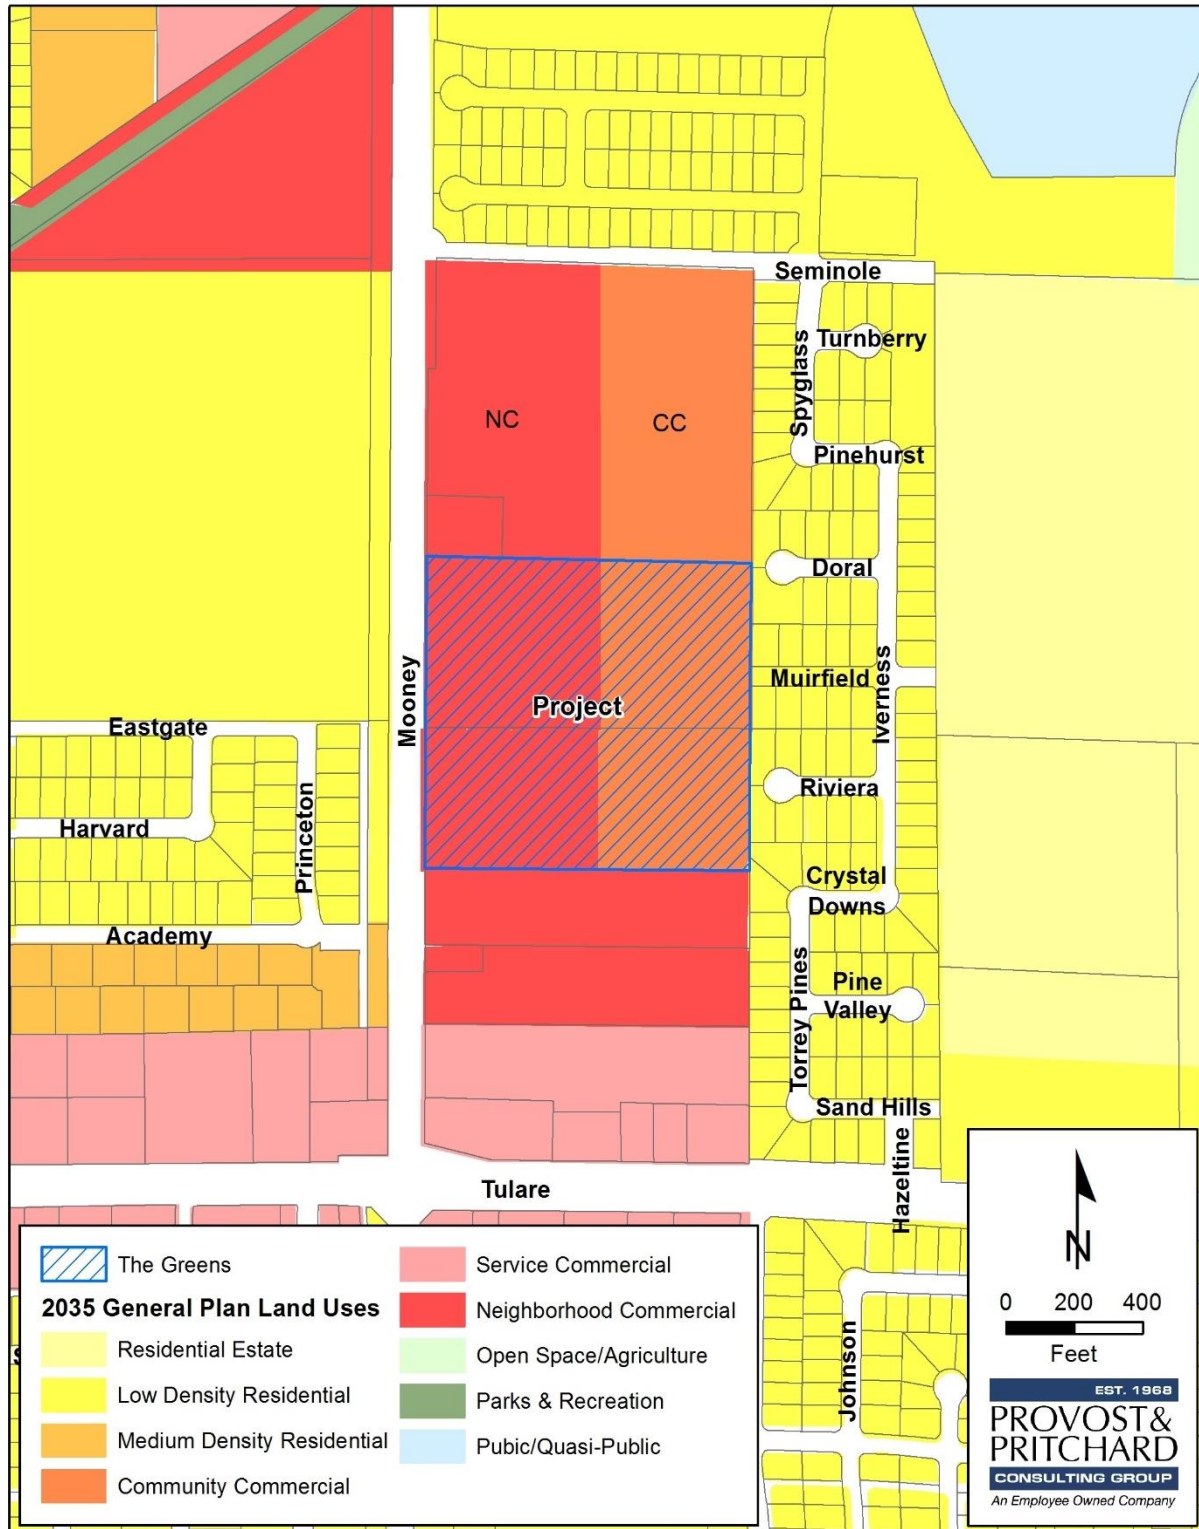 Seminole
Turnberry
Spyglass
NC
CC
Pinehurst
Doral
Mooney
Muirfield
Iverness
Project
Eastgate
Riviera
Harvard
Princeton
Crystal
Downs
Academy
Torrey Pines
Pine
Valley
Sand Hills
Hazeltine
Tulare
Johnson
The Greens
2035 General Plan Land Uses
Residential Estate
Low Density Residential
Medium Density Residential
Community Commercial
Service Commercial
Neighborhood Commercial
Open Space/Agriculture
Parks & Recreation
Pubic/Quasi-Public
N
0 200 400
Feet
EST. 1968
PROVOST&
PRITCHARD
CONSULTING GROUP
An Employee Owned Company